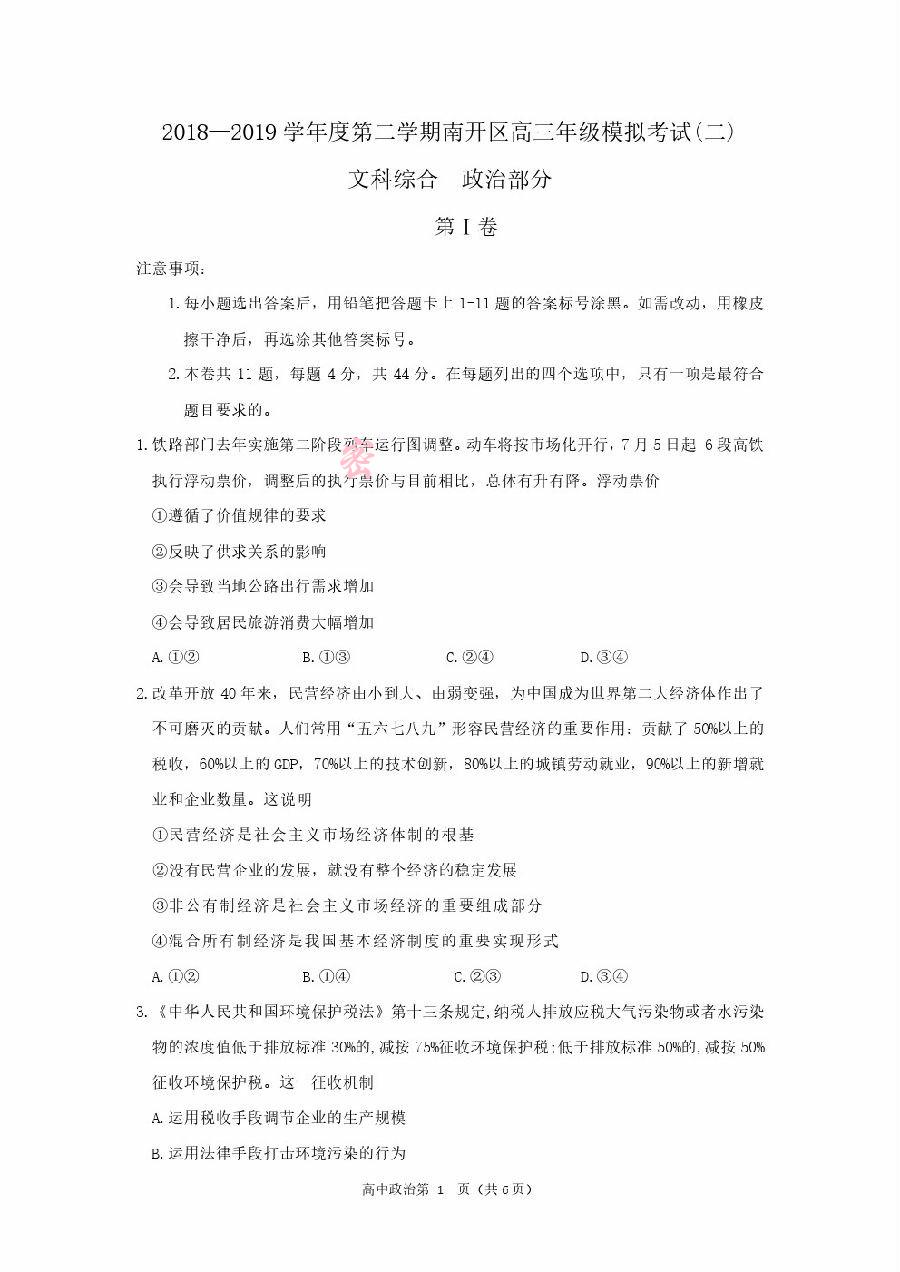 2018—2019学年度第二学期南开区高三年级模拟考试(二)
文科综合 政治部分
第Ⅰ卷
注意事项:
1.每小题选出答案后，用铅笔把答题卡上1-11题的答案标号涂黑。如需改动，用橡皮
擦干净后，再选涂其他答案标号。
2.本卷共11题，每题4分，共44分。在每题列出的四个选项中，只有一项是最符合
题目要求的。
1.铁路部门去年实施第二阶段列车运行图调整。动车将按市场化开行，7月5日起 6段高铁
执行浮动票价，调整后的执行票价与目前相比，总体有升有降。浮动票价
①遵循了价值规律的要求
②反映了供求关系的影响
③会导致当地公路出行需求增加
④会导致居民旅游消费大幅增加
A.①② B.①③ C.②④ D.③④
2.改革开放40年来，民营经济由小到大、由弱变强，为中国成为世界第二大经济体作出了
不可磨灭的贡献。人们常用“五六七八九”形容民营经济的重要作用：贡献了50%以上的
税收，60%以上的GDP，70%以上的技术创新，80%以上的城镇劳动就业，90%以上的新增就
业和企业数量。这说明
①民营经济是社会主义市场经济体制的根基
②没有民营企业的发展，就没有整个经济的稳定发展
③非公有制经济是社会主义市场经济的重要组成部分
④混合所有制经济是我国基本经济制度的重要实现形式
A.①② B.①④ C.②③ D.③④
3.《中华人民共和国环境保护税法》第十三条规定,纳税人排放应税大气污染物或者水污染
物的浓度值低于排放标准30%的,减按75%征收环境保护税;低于排放标准50%的,减按50%
征收环境保护税。这 征收机制
A.运用税收手段调节企业的生产规模
B.运用法律手段打击环境污染的行为
高中政治第 1 页（共6页）
密